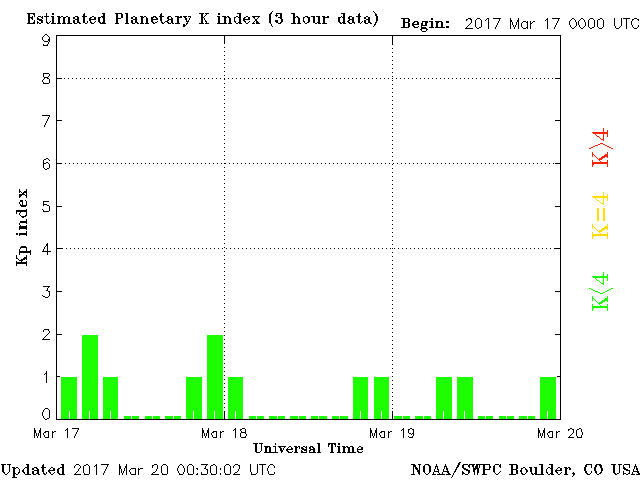 Estimated Planetary K index (3 hour data) Begin: 2017 Mar 17 0000 UTC
9
8
7
6
5
4
3
2
1
0
Kp index
K>4
K=4
K<4
Mar 17 Mar 18 Mar 19 Mar 20
Universal Time
Updated 2017 Mar 20 00:30:02 UTC NOAA/SWPC Boulder, CO USA